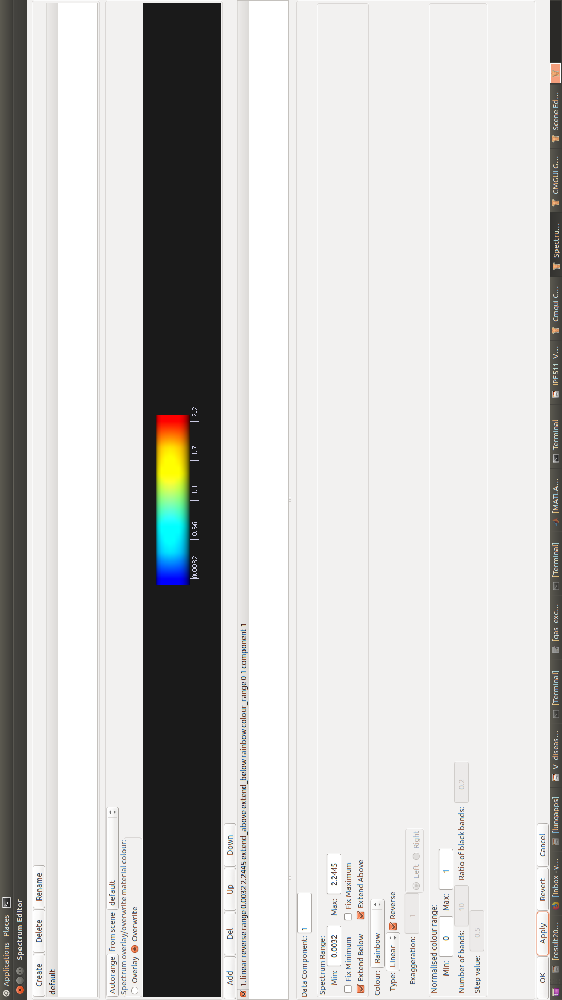 Applications Places
Spectrum Editor
Create Delete Rename
default
Autorange from scene default
Spectrum overlay/overwrite material colour:
Overlay Overwrite
0.0032 0.56 1.1 1.7 2.2
Add Del Up Down
1. linear reverse range 0.0032 2.2445 extend_above extend_below rainbow colour_range 0 1 component 1
Data Component: 1
Spectrum Range:
Min: 0.0032 Max: 2.2445
Fix Minimum Fix Maximum
Extend Below Extend Above
Colour: Rainbow
Type: Linear Reverse
Exaggeration: 1 Left Right
Normalised colour range:
Min: 0 Max: 1
Number of bands: 10 Ratio of black bands: 0.2
Step value: 0.5
OK Apply Revert Cancel
[result20... [Inbox - y... [lungapps] V_diseas... [Terminal] [gas_exc... [Terminal] [MATLA... Terminal IPF511_V... Cmgui C... Spectru... CMGUI G... Scene Ed...